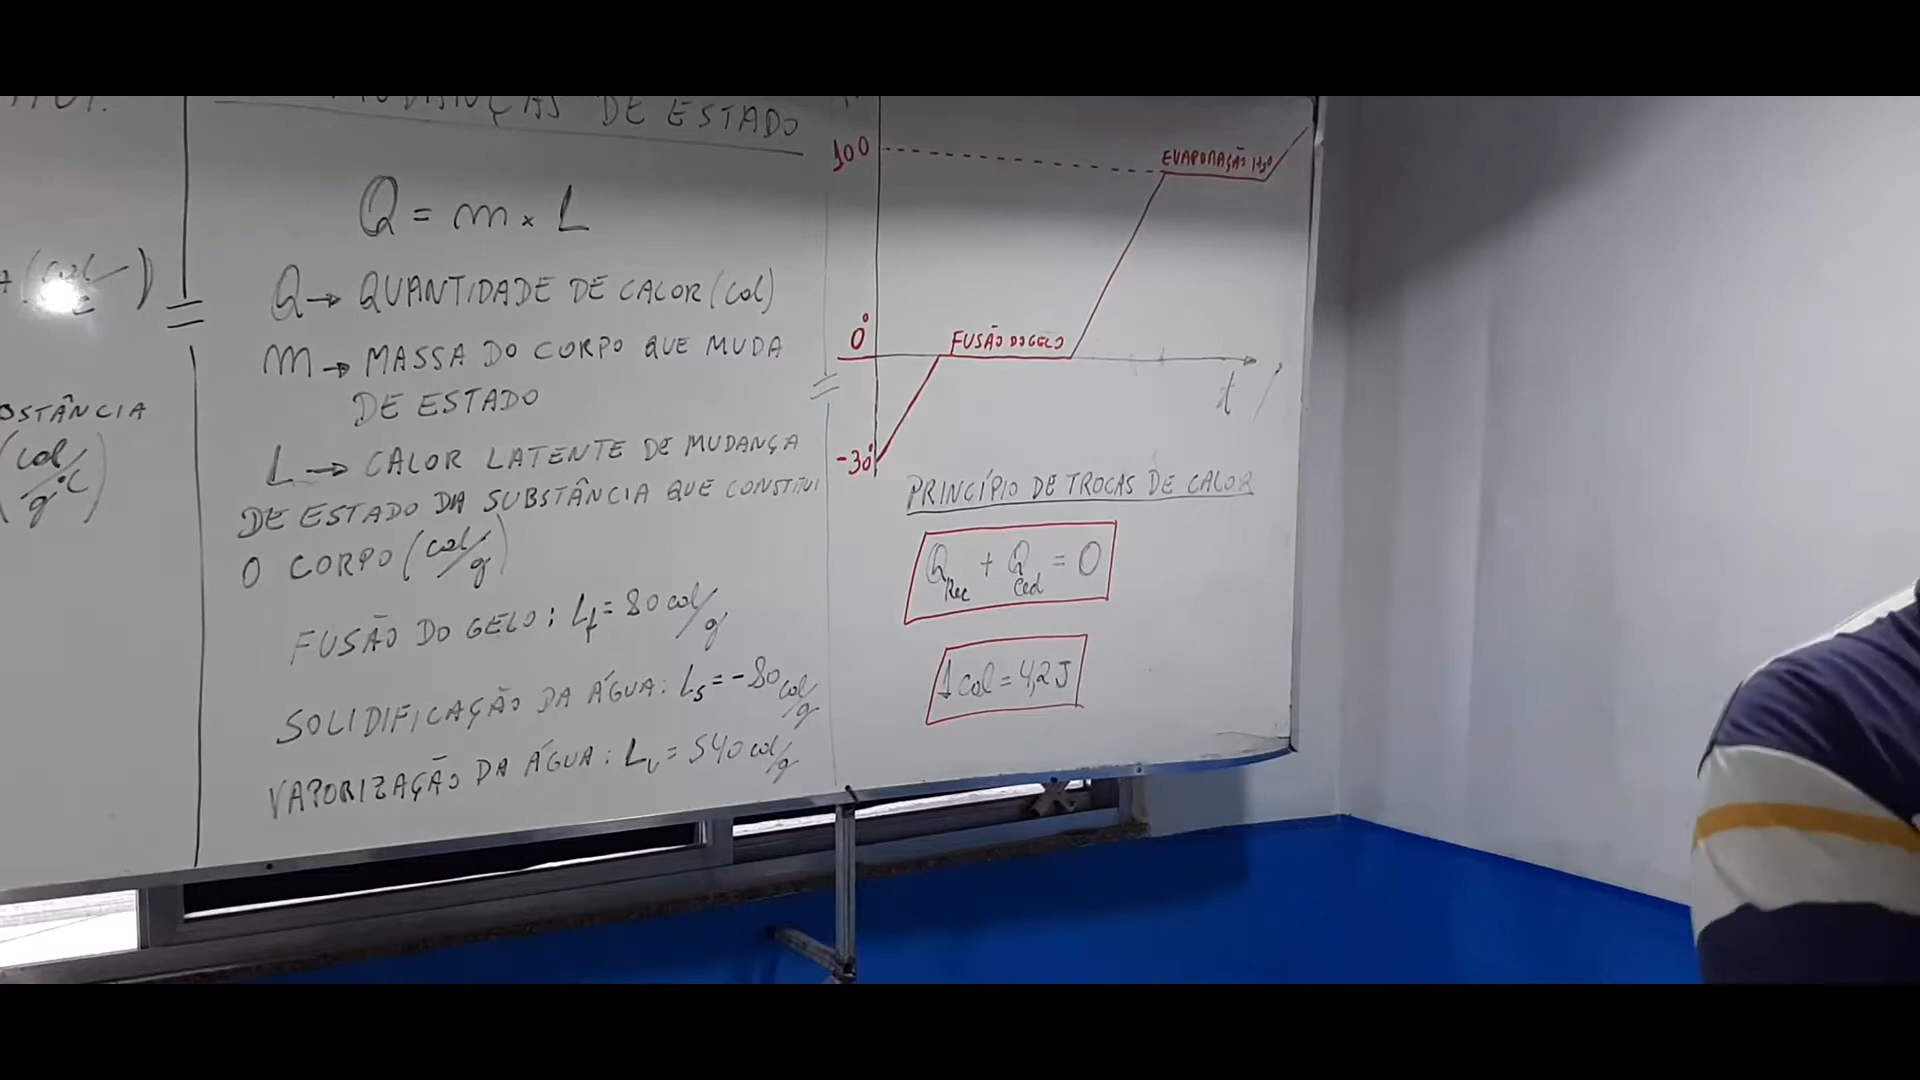 MUDANÇAS DE ESTADO
Q = m × L
Q → QUANTIDADE DE CALOR (cal)
m → MASSA DO CORPO QUE MUDA
DE ESTADO
L → CALOR LATENTE DE MUDANÇA
DE ESTADO DA SUBSTÂNCIA QUE CONSTITUI
O CORPO (cal/g)
FUSÃO DO GELO: Lf = 80 cal/g
SOLIDIFICAÇÃO DA ÁGUA: Ls = -80 cal/g
VAPORIZAÇÃO DA ÁGUA: Lv = 540 cal/g
(cal/g°C)
100
EVAPORAÇÃO H₂O
0°
FUSÃO DO GELO
t
-30°
PRINCÍPIO DE TROCAS DE CALOR
Q Rec + Q Ced = 0
1 cal = 4,2 J